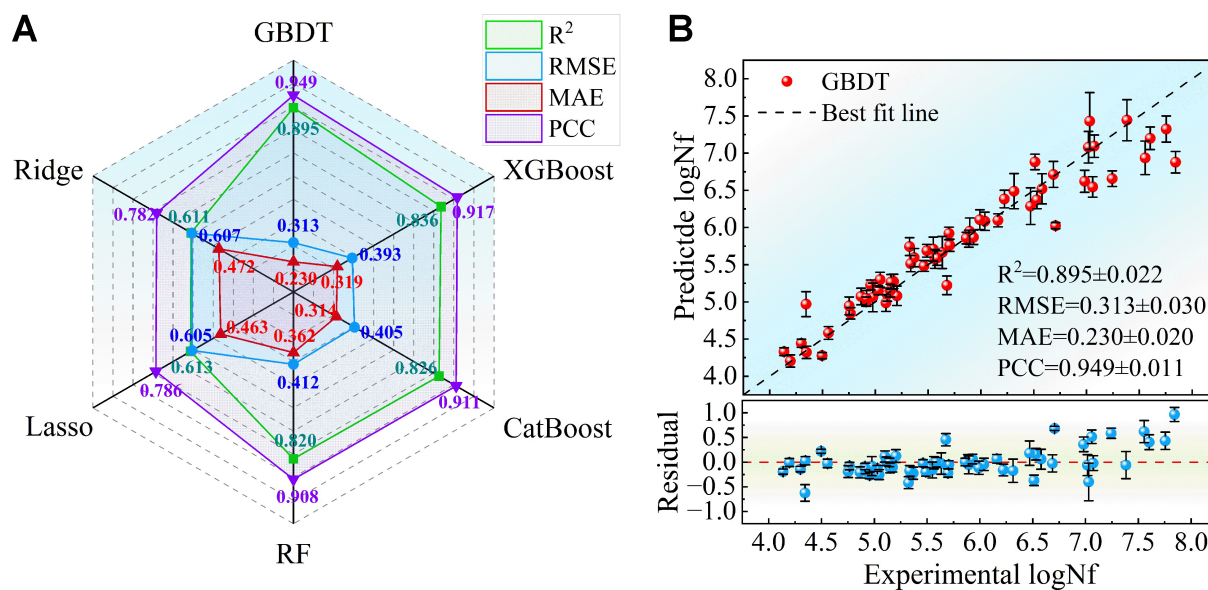 A
GBDT
R²
RMSE
MAE
PCC
0.949
0.895
Ridge
XGBoost
0.782
0.611
0.607
0.472
0.313
0.230
0.393
0.319
0.836
0.917
0.605
0.463
0.613
0.786
0.362
0.314
0.412
0.405
0.826
0.911
Lasso
CatBoost
0.820
0.908
RF
B
GBDT
Best fit line
Predictde logNf
8.0
7.5
7.0
6.5
6.0
5.5
5.0
4.5
4.0
R²=0.895±0.022
RMSE=0.313±0.030
MAE=0.230±0.020
PCC=0.949±0.011
Residual
1.0
0.5
0.0
−0.5
−1.0
4.0 4.5 5.0 5.5 6.0 6.5 7.0 7.5 8.0
Experimental logNf